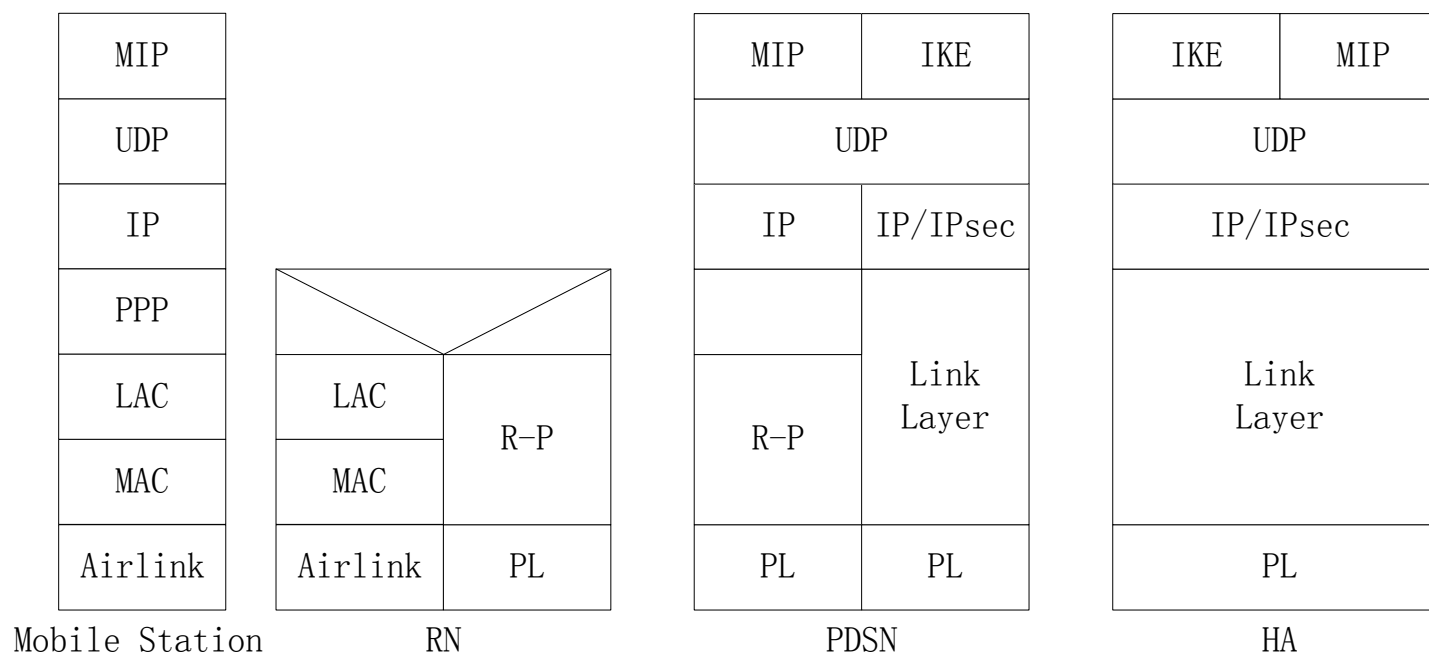 MIP
UDP
IP
PPP
LAC
MAC
Airlink
Mobile Station
LAC
MAC
Airlink
R-P
PL
RN
MIP
IKE
UDP
IP
IP/IPsec
R-P
Link
Layer
PL
PL
PDSN
IKE
MIP
UDP
IP/IPsec
Link
Layer
PL
HA